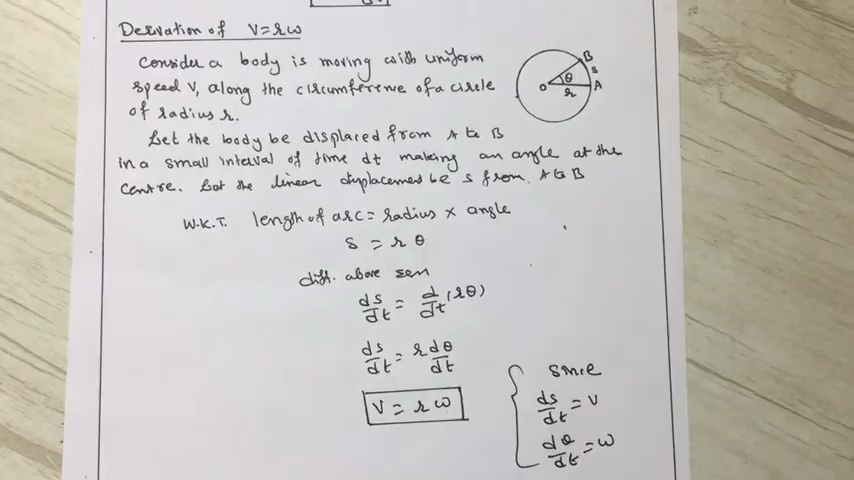 Derivation of V=rω
Consider a body is moving with uniform
speed V, along the circumference of a circle
of radius r.
B
s
θ
O
A
r
Let the body be displaced from A to B
in a small interval of time dt making an angle at the
centre. Let the linear displacement be s from A to B
W.K.T. length of arc = radius × angle
s = r θ
diff. above
ds/dt = d/dt (rθ)
ds/dt = r dθ/dt
V = r ω
since
ds/dt = v
dθ/dt = ω